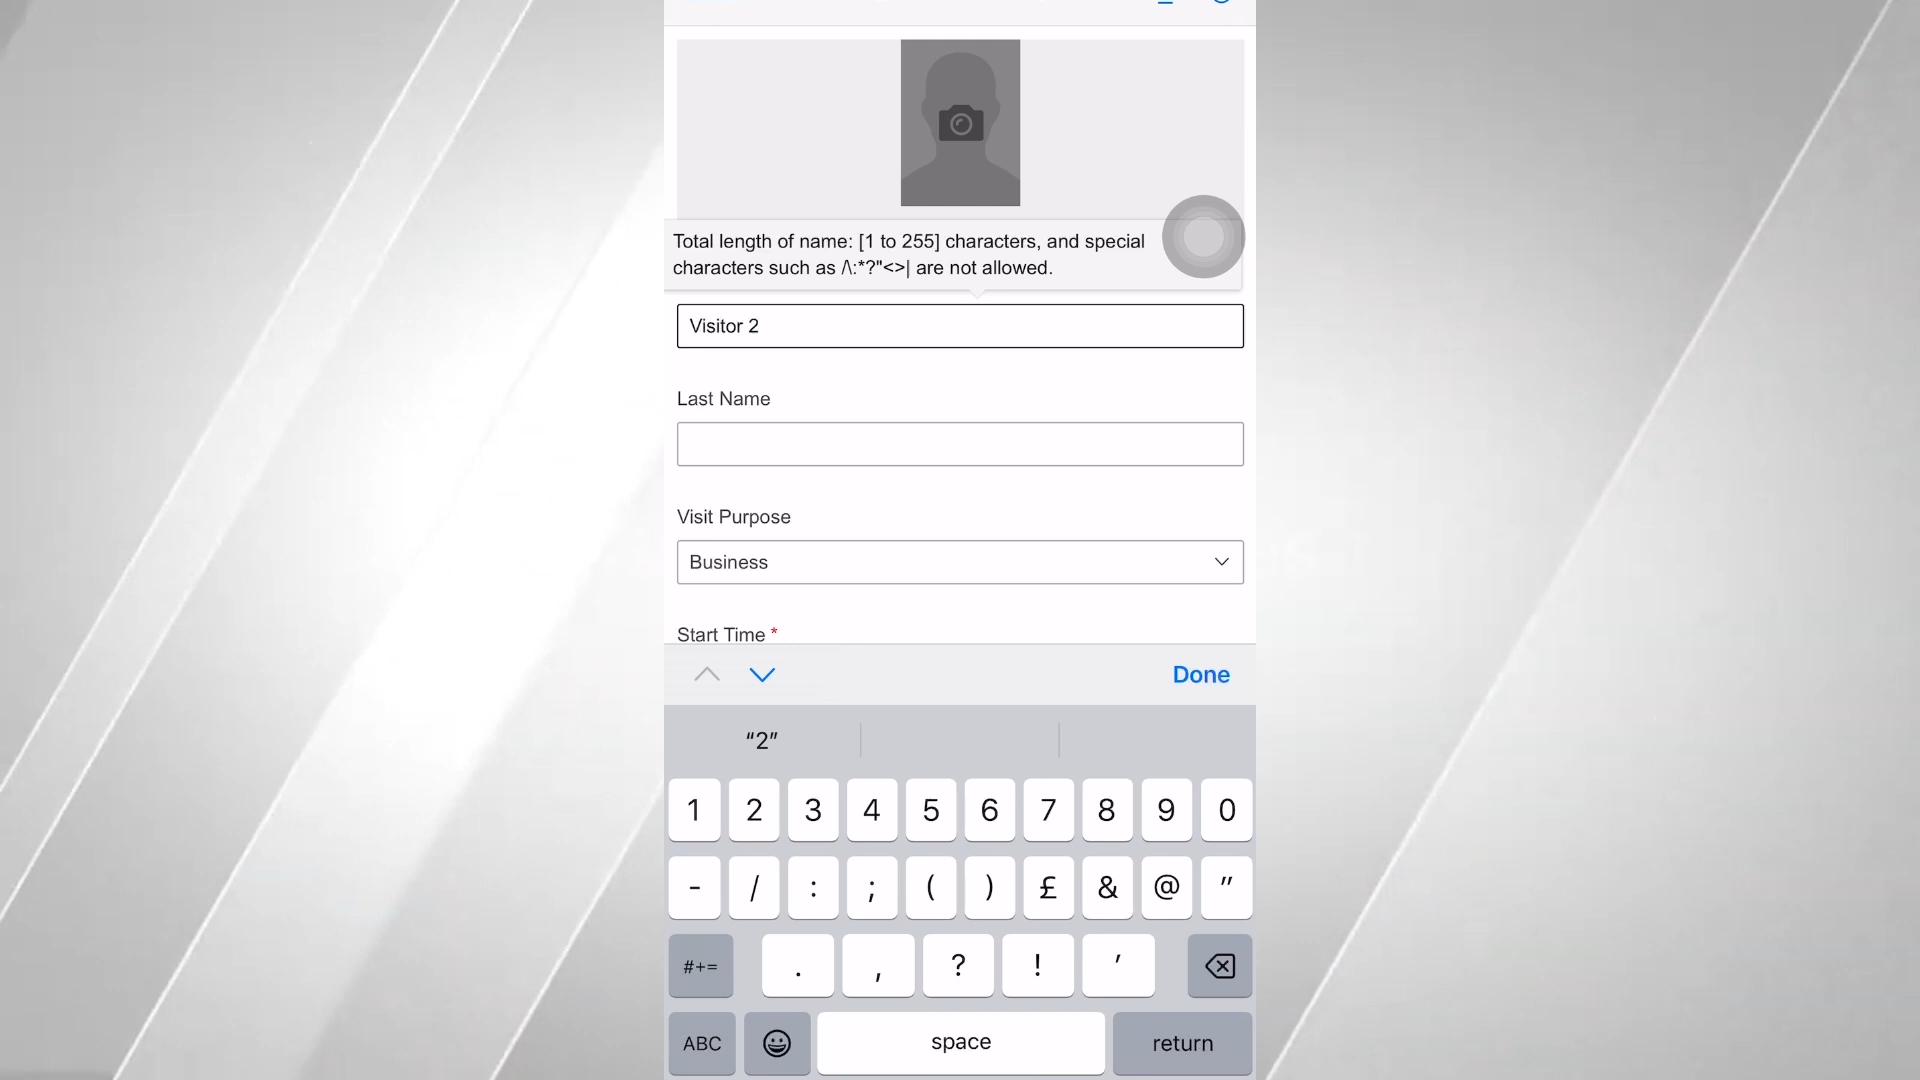 Total length of name: [1 to 255] characters, and special
characters such as /\:*?"<>| are not allowed.
Visitor 2
Last Name
Visit Purpose
Business
Start Time *
Done
“2”
1 2 3 4 5 6 7 8 9 0
- / : ; ( ) £ & @ "
#+= . , ? ! '
ABC space return